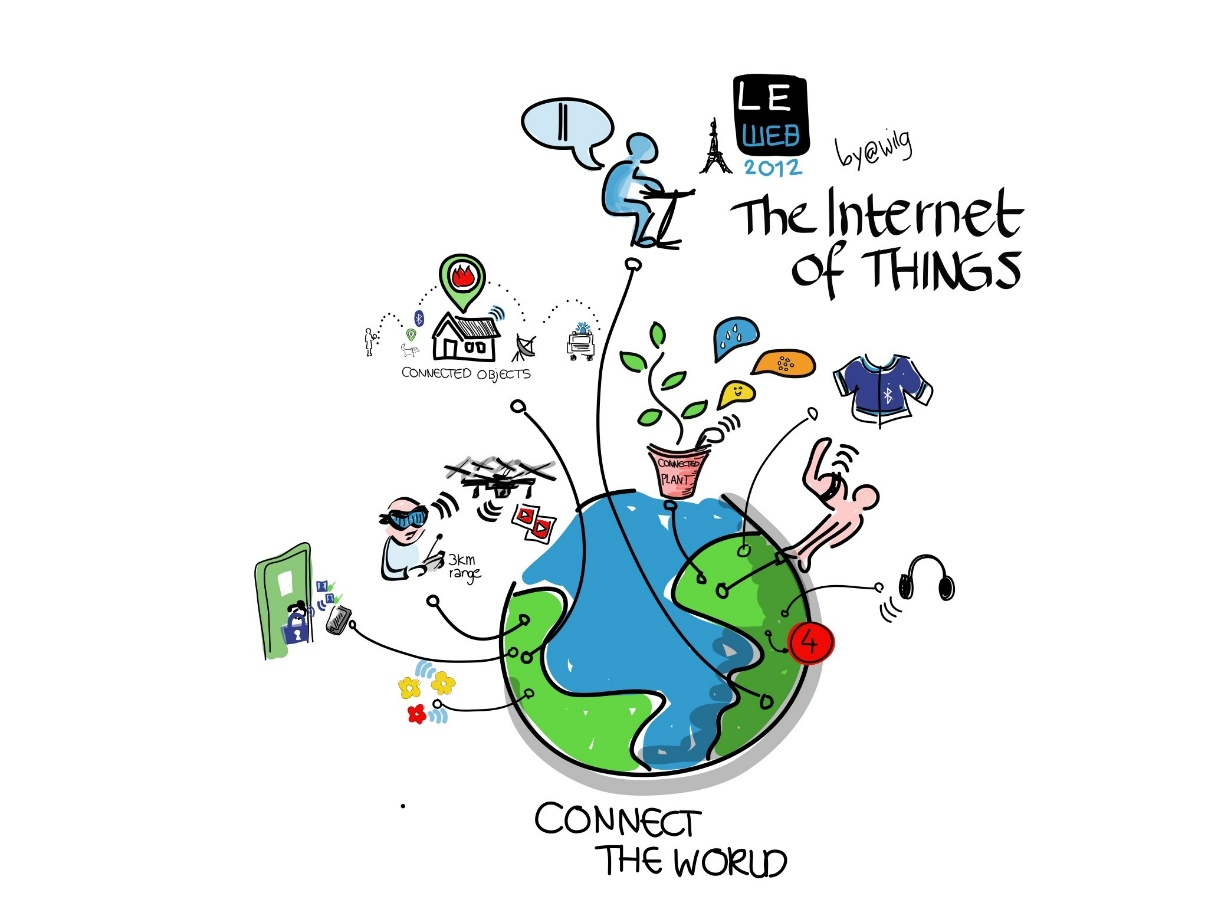 LE
WEB
2012
by@wilg
The Internet
of THINGS
CONNECTED OBJECTS
CONNECTED
PLANT
3km
range
4
CONNECT
THE WORLD